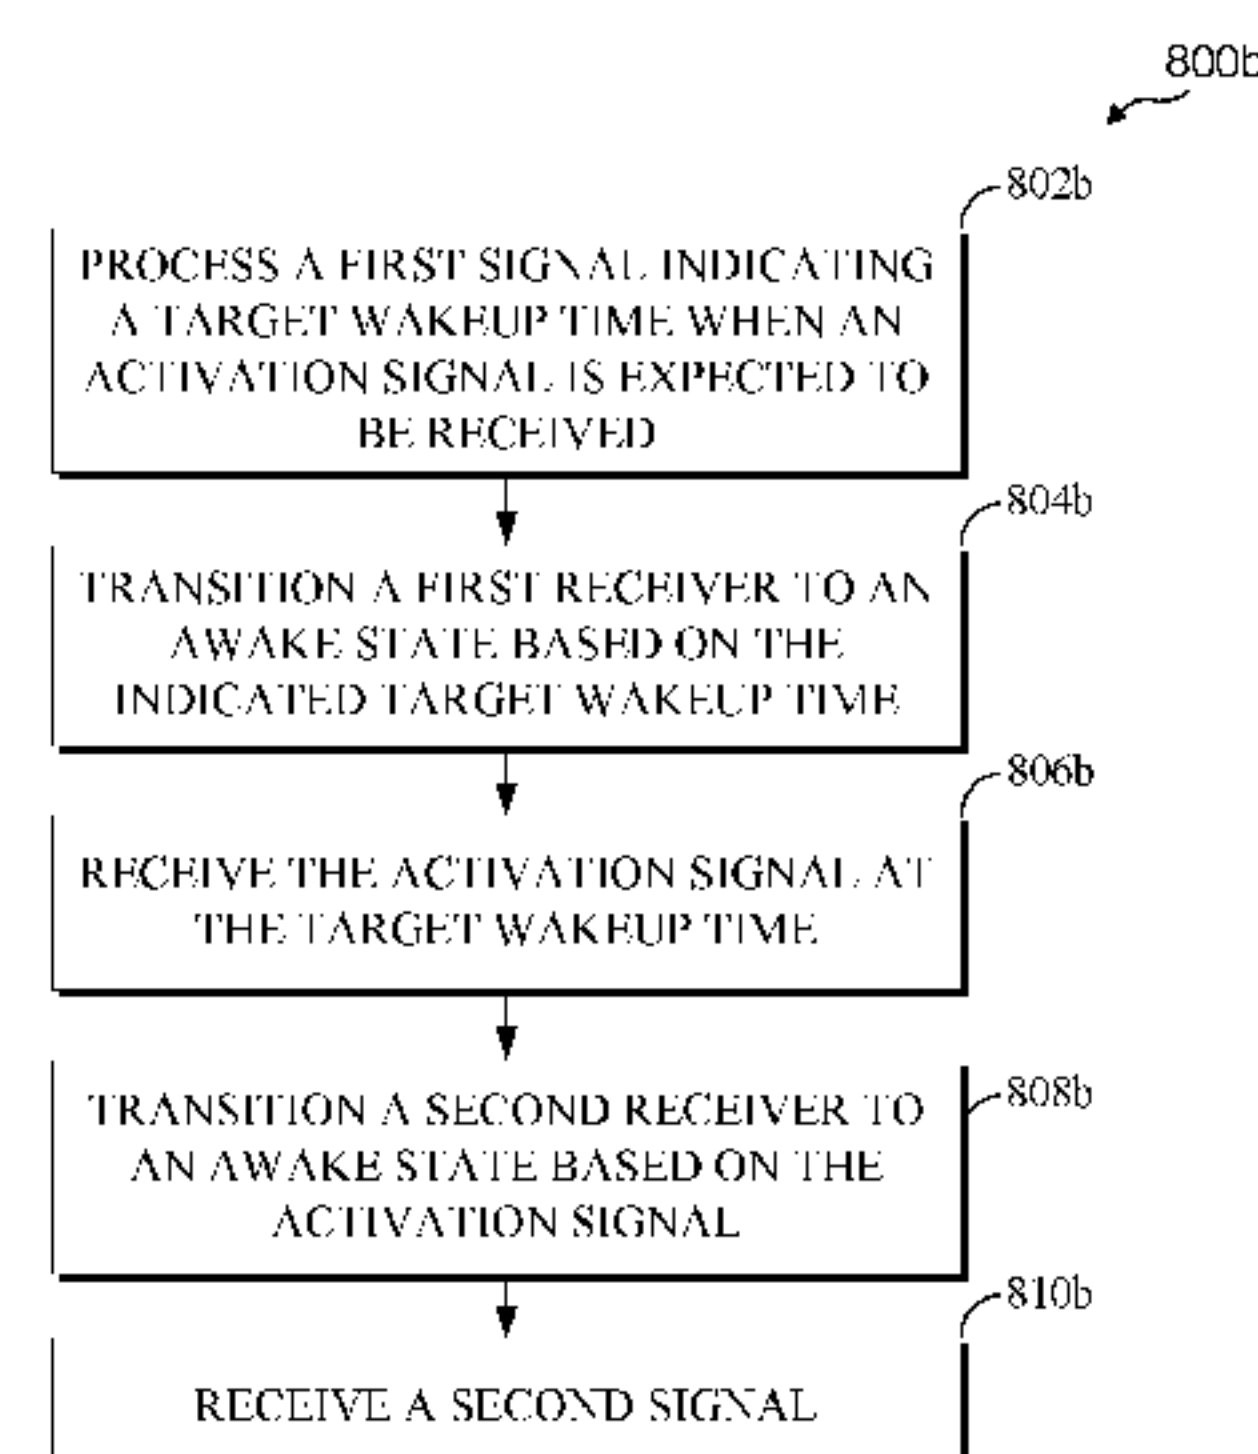 800b
802b
PROCESS A FIRST SIGNAL INDICATING
A TARGET WAKEUP TIME WHEN AN
ACTIVATION SIGNAL IS EXPECTED TO
BE RECEIVED
804b
TRANSITION A FIRST RECEIVER TO AN
AWAKE STATE BASED ON THE
INDICATED TARGET WAKEUP TIME
806b
RECEIVE THE ACTIVATION SIGNAL AT
THE TARGET WAKEUP TIME
808b
TRANSITION A SECOND RECEIVER TO
AN AWAKE STATE BASED ON THE
ACTIVATION SIGNAL
810b
RECEIVE A SECOND SIGNAL